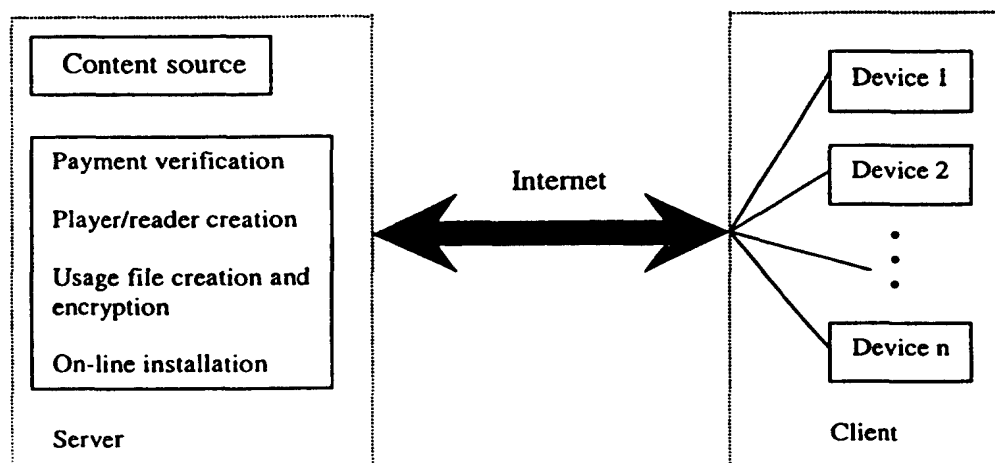 Content source
Payment verification
Player/reader creation
Usage file creation and
encryption
On-line installation
Server
Internet
Device 1
Device 2
Device n
Client